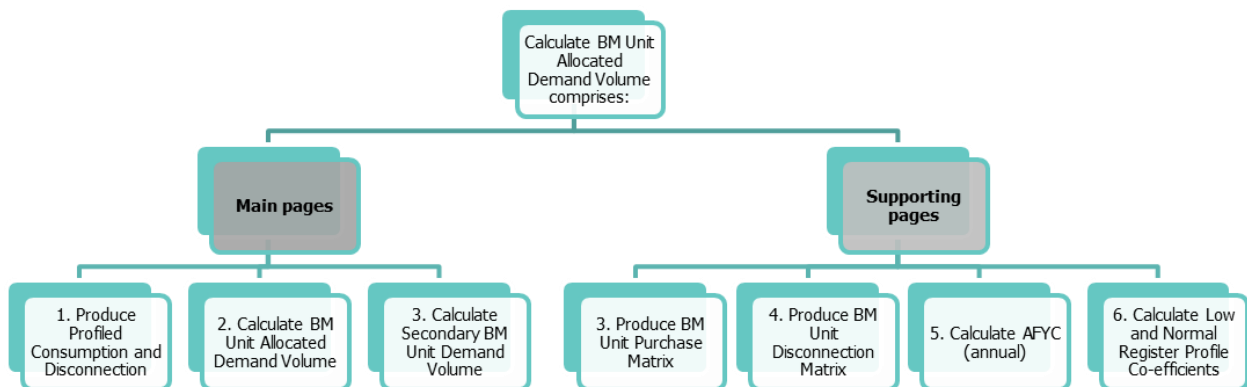 Calculate BM Unit
Allocated
Demand Volume
comprises:
Main pages
Supporting
pages
1. Produce
Profiled
Consumption and
Disconnection
2. Calculate BM
Unit Allocated
Demand Volume
3. Calculate
Secondary BM
Unit Demand
Volume
3. Produce BM
Unit Purchase
Matrix
4. Produce BM
Unit
Disconnection
Matrix
5. Calculate AFYC
(annual)
6. Calculate Low
and Normal
Register Profile
Co-efficients